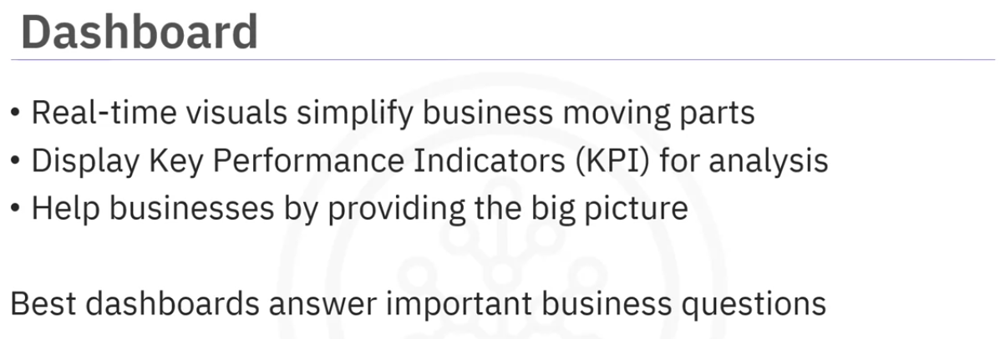 Dashboard
• Real-time visuals simplify business moving parts
• Display Key Performance Indicators (KPI) for analysis
• Help businesses by providing the big picture
Best dashboards answer important business questions